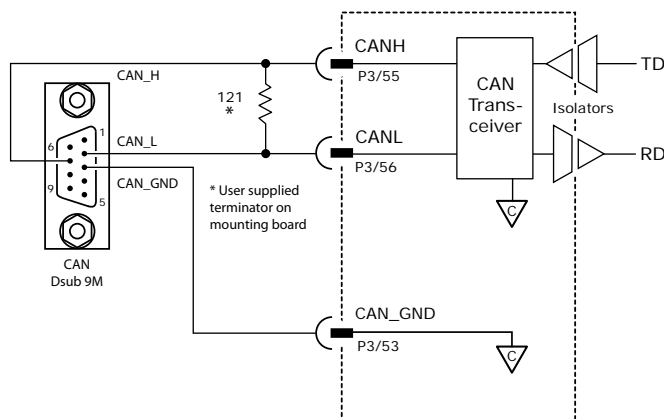 CANH
P3/55
CAN_H
121
*
CAN
Trans-
ceiver
TD
Isolators
1
6
CAN_L
CANL
P3/56
RD
9
5
CAN_GND
* User supplied
terminator on
mounting board
C
CAN
Dsub 9M
CAN_GND
P3/53
C